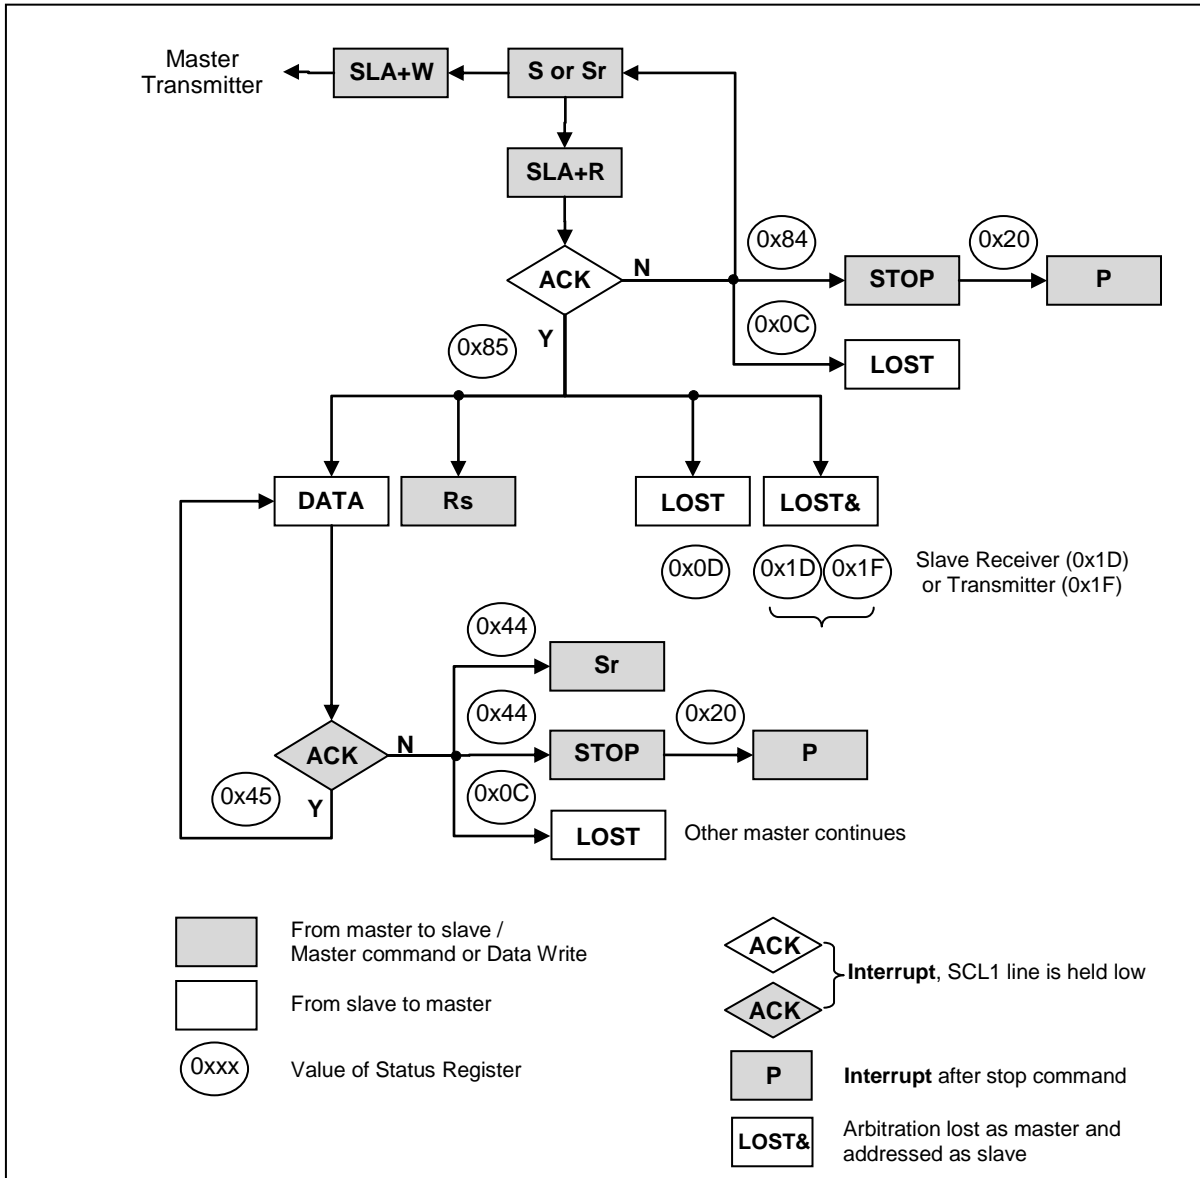 Master
Transmitter
SLA+W
S or Sr
SLA+R
0x84
0x20
ACK
N
STOP
P
0x0C
Y
0x85
LOST
DATA
Rs
LOST
LOST&
0x0D
0x1D
0x1F
Slave Receiver (0x1D)
or Transmitter (0x1F)
0x44
Sr
0x44
0x20
ACK
N
STOP
P
0x45
Y
0x0C
LOST
Other master continues
From master to slave /
Master command or Data Write
From slave to master
0xxx
Value of Status Register
ACK
Interrupt, SCL1 line is held low
ACK
P
Interrupt after stop command
LOST&
Arbitration lost as master and
addressed as slave